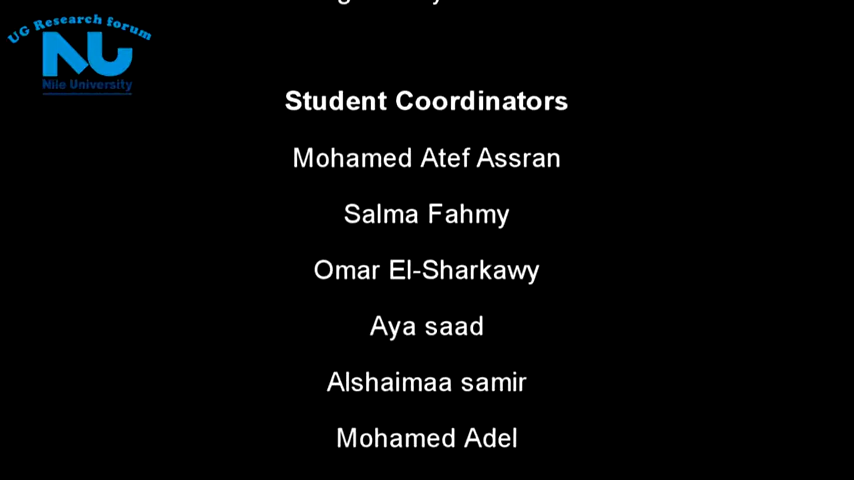 UG Research forum
NU
Nile University
Student Coordinators
Mohamed Atef Assran
Salma Fahmy
Omar El-Sharkawy
Aya saad
Alshaimaa samir
Mohamed Adel